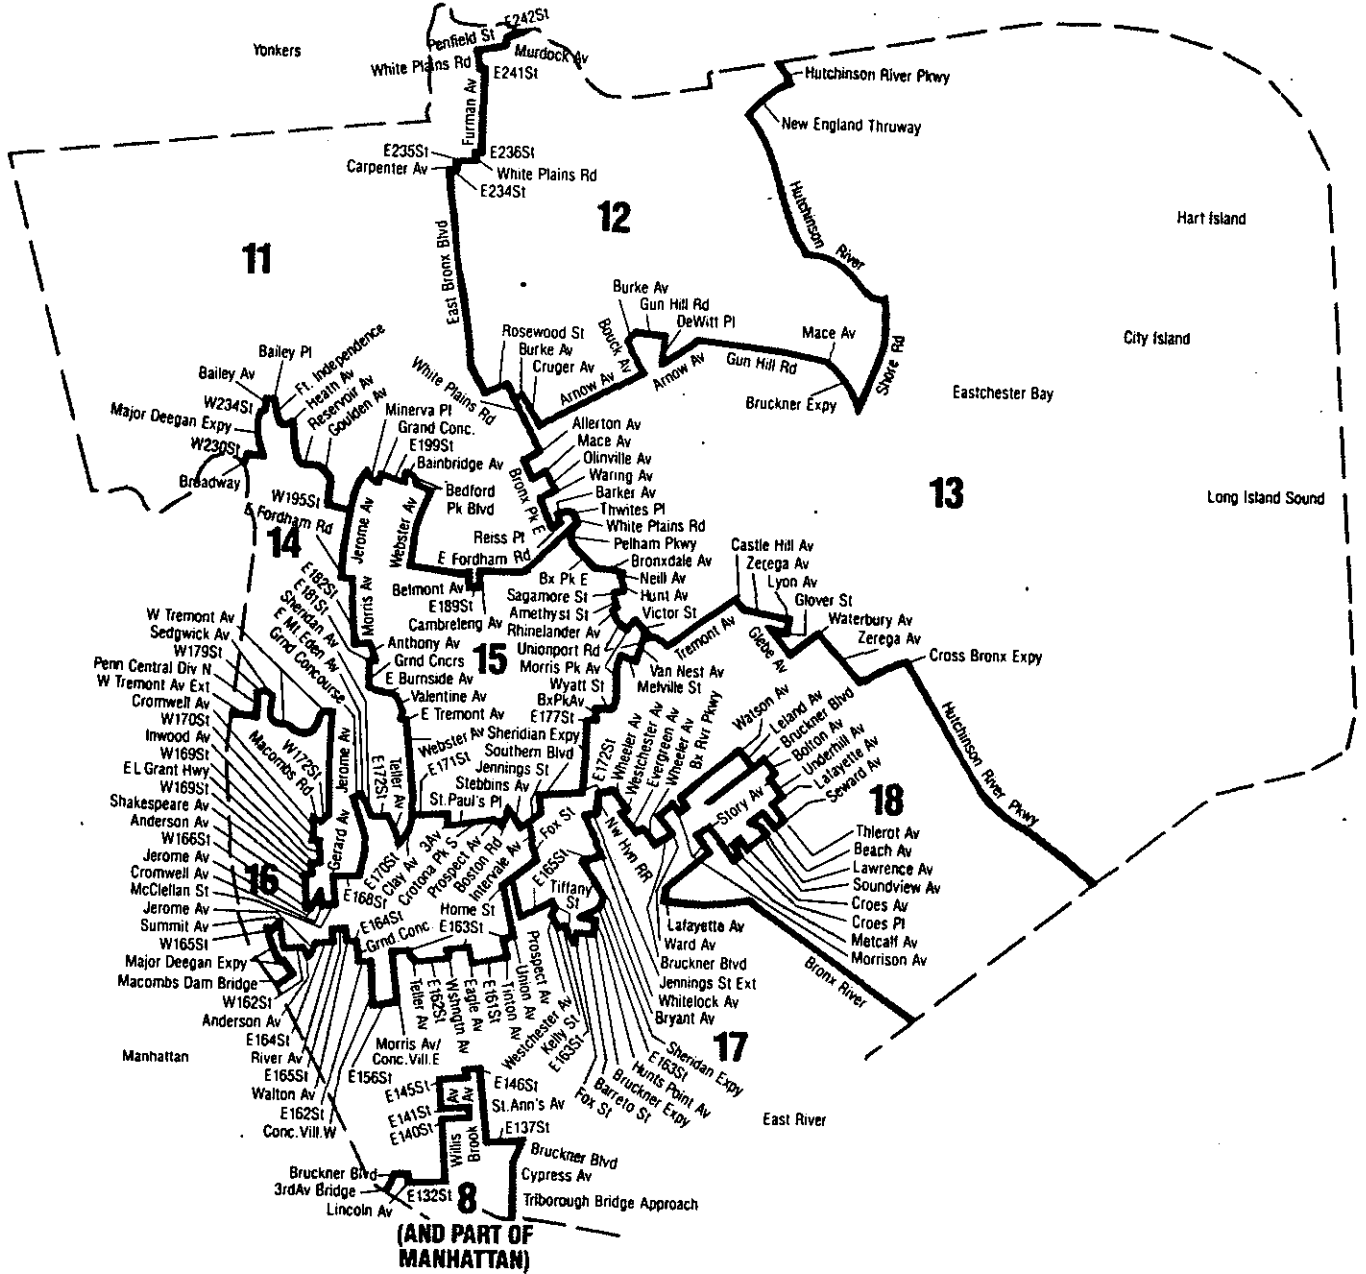 E242St
Penfield St
Yonkers
Murdock Av
White Plains Rd
E241St
Hutchinson River Pkwy
Furman Av
New England Thruway
E235St
E236St
Carpenter Av
White Plains Rd
E234St
Hutchinson River
12
Hart Island
11
East Bronx Blvd
Burke Av
Gun Hill Rd
DeWitt Pl
Rosewood St
Bouck Av
Mace Av
Burke Av
City Island
Bailey Pl
Ft. Independence
Cruger Av
Gun Hill Rd
Shore Rd
Bailey Av
Heath Av
White Plains Rd
Arnow Av
Arnow Av
Reservoir Av
Bruckner Expy
Eastchester Bay
W234St
Goulden Av
Major Deegan Expy
Minerva Pl
Grand Conc.
Allerton Av
W230St
E199St
Mace Av
Bainbridge Av
Olinville Av
Broadway
Waring Av
Bedford
Pk Blvd
Bronx Pk E
Barker Av
13
Long Island Sound
W195St
Thwites Pl
E Fordham Rd
Jerome Av
White Plains Rd
14
Webster Av
Reiss Pl
Pelham Pkwy
Castle Hill Av
E Fordham Rd
Bronxdale Av
Zerega Av
Bx Pk E
Neill Av
Lyon Av
Belmont Av
Sagamore St
Hunt Av
Glover St
E182St
E189St
Amethyst St
Victor St
Waterbury Av
E181St
Morris Av
Cambreleng Av
Rhinelander Av
Tremont Av
Glebe Av
Zerega Av
W Tremont Av
Sheridan Av
Anthony Av
Unionport Rd
Cross Bronx Expy
Sedgwick Av
E Mt Eden Av
Grnd Cncrs
15
Morris Pk Av
Van Nest Av
W179St
Grnd Concourse
E Burnside Av
Wyatt St
Melville St
Penn Central Div N
Valentine Av
BxPkAv
Watson Av
W Tremont Av Ext
E Tremont Av
E177St
Leland Av
Cromwell Av
Webster Av
Sheridian Expy
Bx Rvr Pkwy
Bruckner Blvd
Hutchinson River Pkwy
W170St
Macombs Rd
W172St
Jerome Av
E171St
Southern Blvd
Wheeler Av
Bolton Av
Inwood Av
E172St
Teller Av
Jennings St
E172St
Westchester Av
Underhill Av
W169St
Stebbins Av
Evergreen Av
Lafayette Av
E L Grant Hwy
St.Paul's Pl
Wheeler Av
Story Av
Seward Av
18
W169St
Gerard Av
3Av
Fox St
Nw Hvn RR
Shakespeare Av
Crotona Pk S
Thlerot Av
Anderson Av
E170St
Prospect Av
Beach Av
W166St
Clay Av
Boston Rd
E165St
Lawrence Av
Jerome Av
16
E168St
Intervale Av
Tiffany St
Soundview Av
Cromwell Av
Croes Av
McClellan St
E164St
Home St
Croes Pl
Jerome Av
Grnd Conc.
E163St
Lafayette Av
Metcalf Av
Summit Av
Ward Av
Morrison Av
W165St
Bruckner Blvd
Bronx River
Major Deegan Expy
Teller Av
E162St
Wshngth Av
Eagle Av
E161St
Tinton Av
Union Av
Prospect Av
Jennings St Ext
Macombs Dam Bridge
Whitelock Av
W162St
Westchester Av
Bryant Av
Anderson Av
Kelly St
17
E164St
Morris Av/
Conc.Vill.E
E163St
Sheridan Expy
Manhattan
River Av
E163St
E165St
E156St
E146St
Fox St
Hunts Point Av
Walton Av
E145St
Av
Av
St.Ann's Av
Barreto St
Bruckner Expy
E162St
E141St
East River
Conc.Vill.W
E140St
Willis
Brook
E137St
Bruckner Blvd
Bruckner Blvd
Cypress Av
3rdAv Bridge
E132St
Triborough Bridge Approach
Lincoln Av
8
(AND PART OF
MANHATTAN)